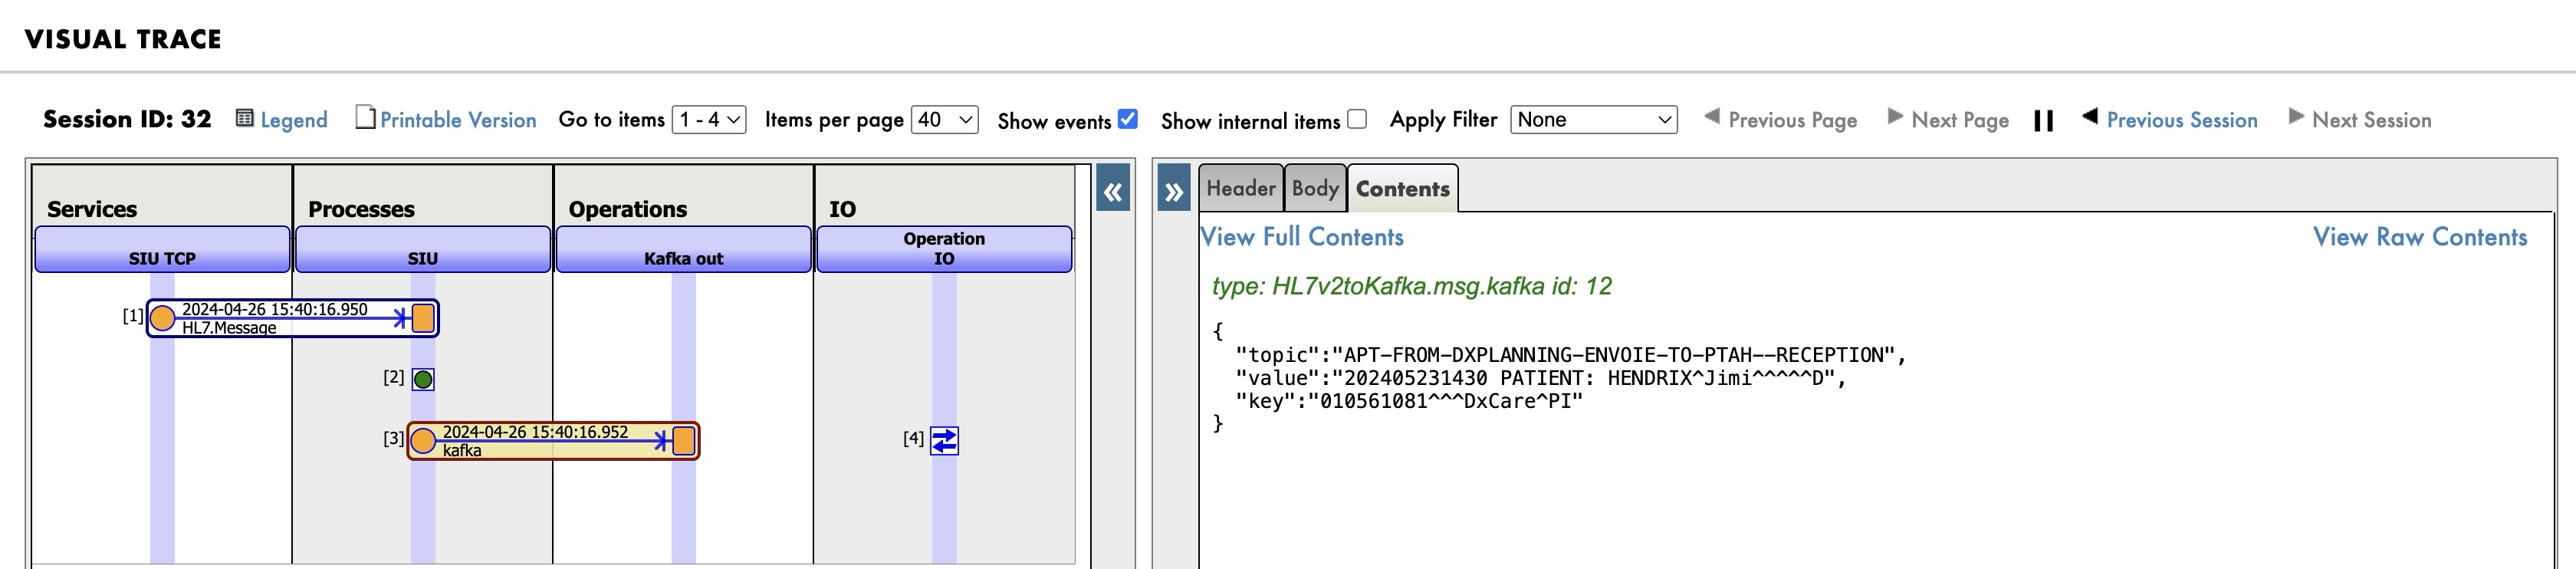 VISUAL TRACE
Session ID: 32 Legend Printable Version Go to items 1 - 4 Items per page 40 Show events Show internal items Apply Filter None Previous Page Next Page Previous Session Next Session
Services Processes Operations IO
SIU TCP SIU Kafka out Operation IO
[1] 2024-04-26 15:40:16.950
HL7.Message
[2]
[3] 2024-04-26 15:40:16.952
kafka
[4]
« »
Header Body Contents
View Full Contents View Raw Contents
type: HL7v2toKafka.msg.kafka id: 12
{
"topic":"APT-FROM-DXPLANNING-ENVOIE-TO-PTAH--RECEPTION",
"value":"202405231430 PATIENT: HENDRIX^Jimi^^^^^D",
"key":"010561081^^^DxCare^PI"
}